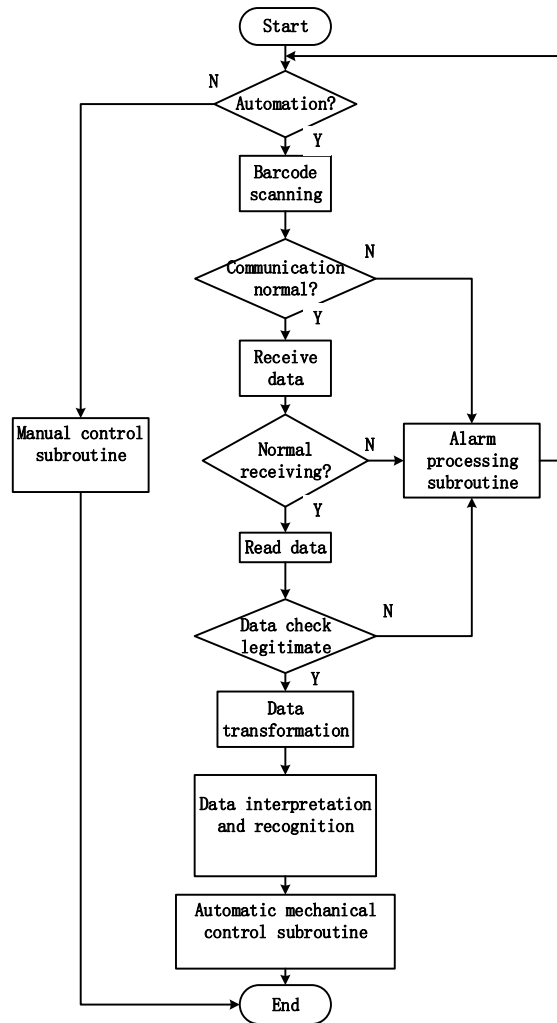 Start
N
Automation?
Y
Barcode
scanning
N
Communication
normal?
Y
Receive
data
Manual control
subroutine
Normal
receiving?
N
Alarm
processing
subroutine
Y
Read data
N
Data check
legitimate
Y
Data
transformation
Data interpretation
and recognition
Automatic mechanical
control subroutine
End